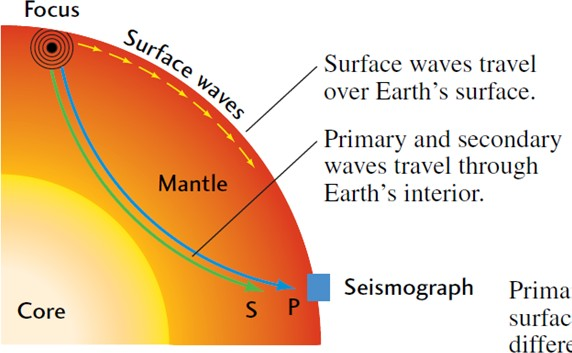 Focus
Surface waves
Surface waves travel
over Earth's surface.
Primary and secondary
waves travel through
Earth's interior.
Mantle
Seismograph
S P
Core
Prima
surfac
differe